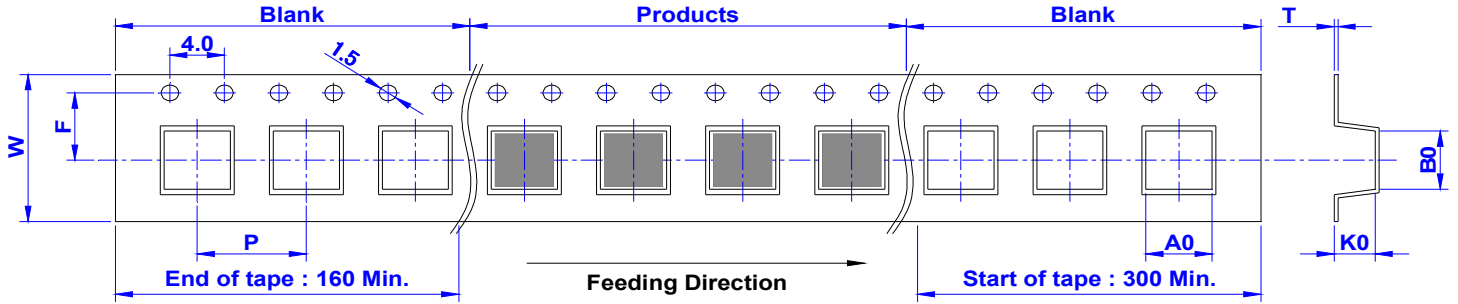 Blank
Products
Blank
T
4.0
1.5
F
W
B0
P
A0
K0
End of tape : 160 Min.
Feeding Direction
Start of tape : 300 Min.